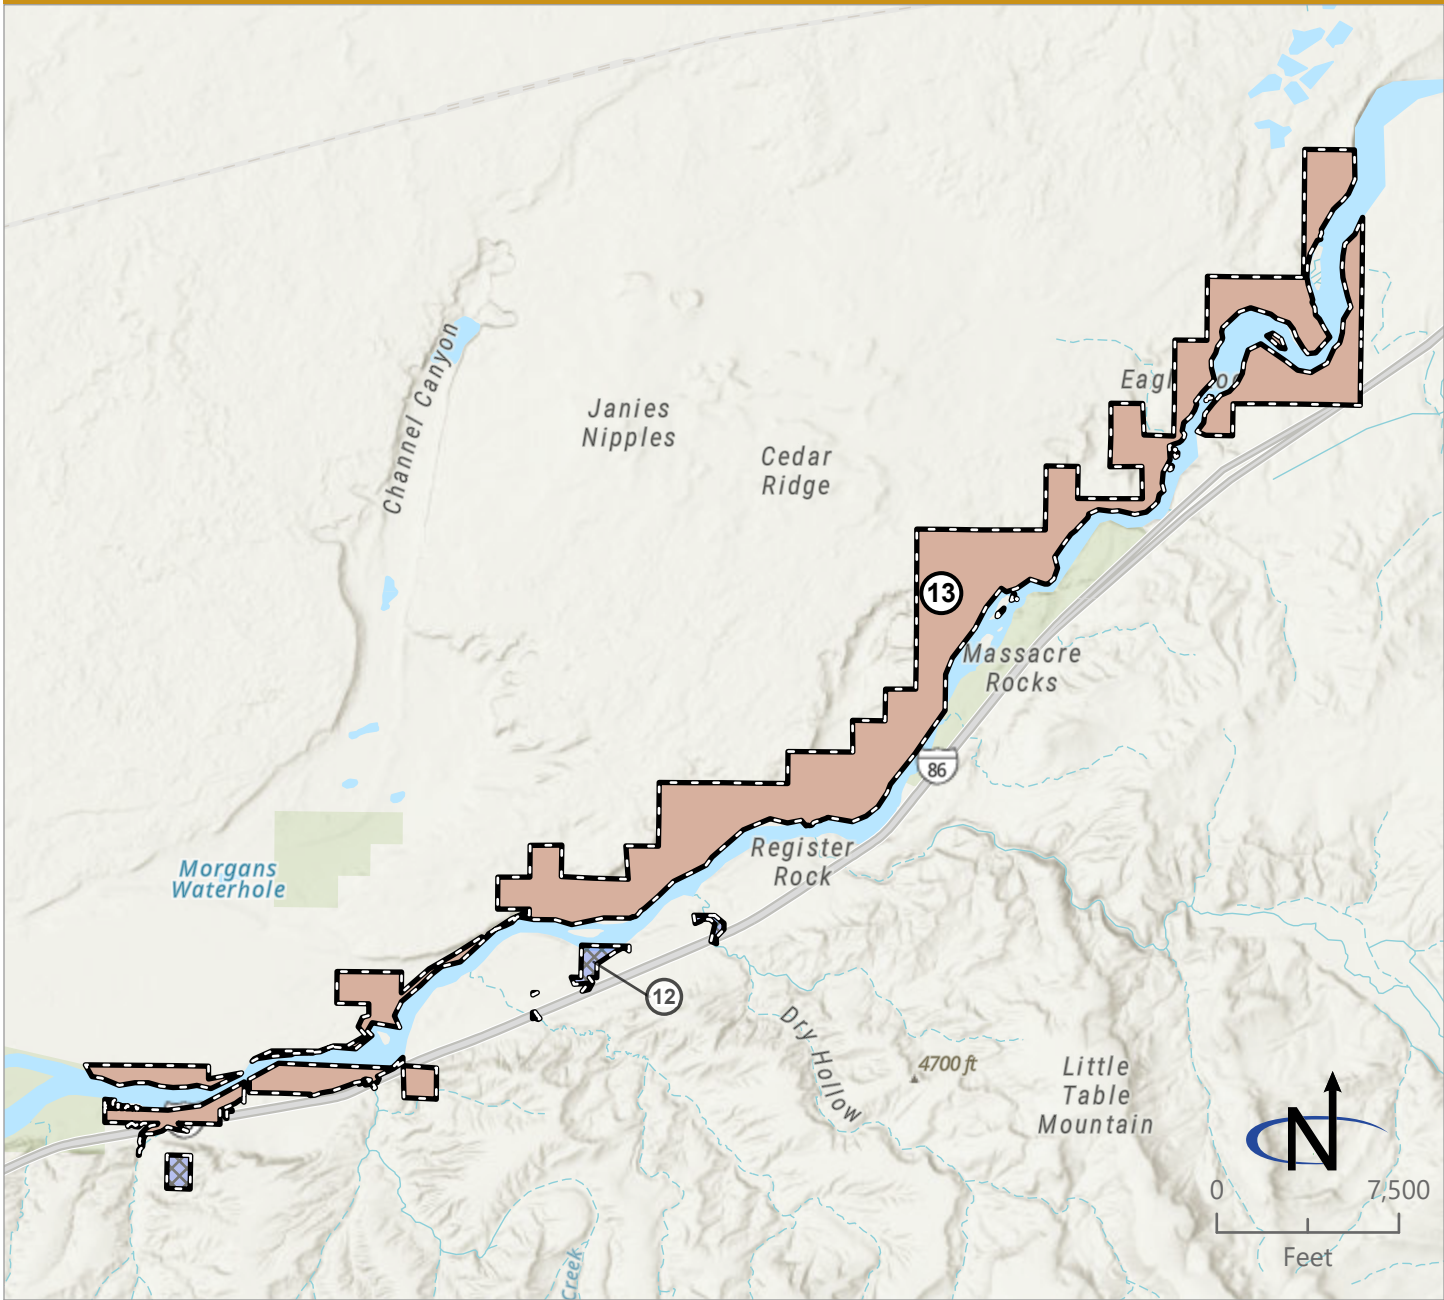 Channel Canyon
Janies
Nipples
Cedar
Ridge
13
Massacre
Rocks
86
Register
Rock
Morgans
Waterhole
12
Dry Hollow
4700 ft
Little
Table
Mountain
N
0 7,500
Feet
Creek